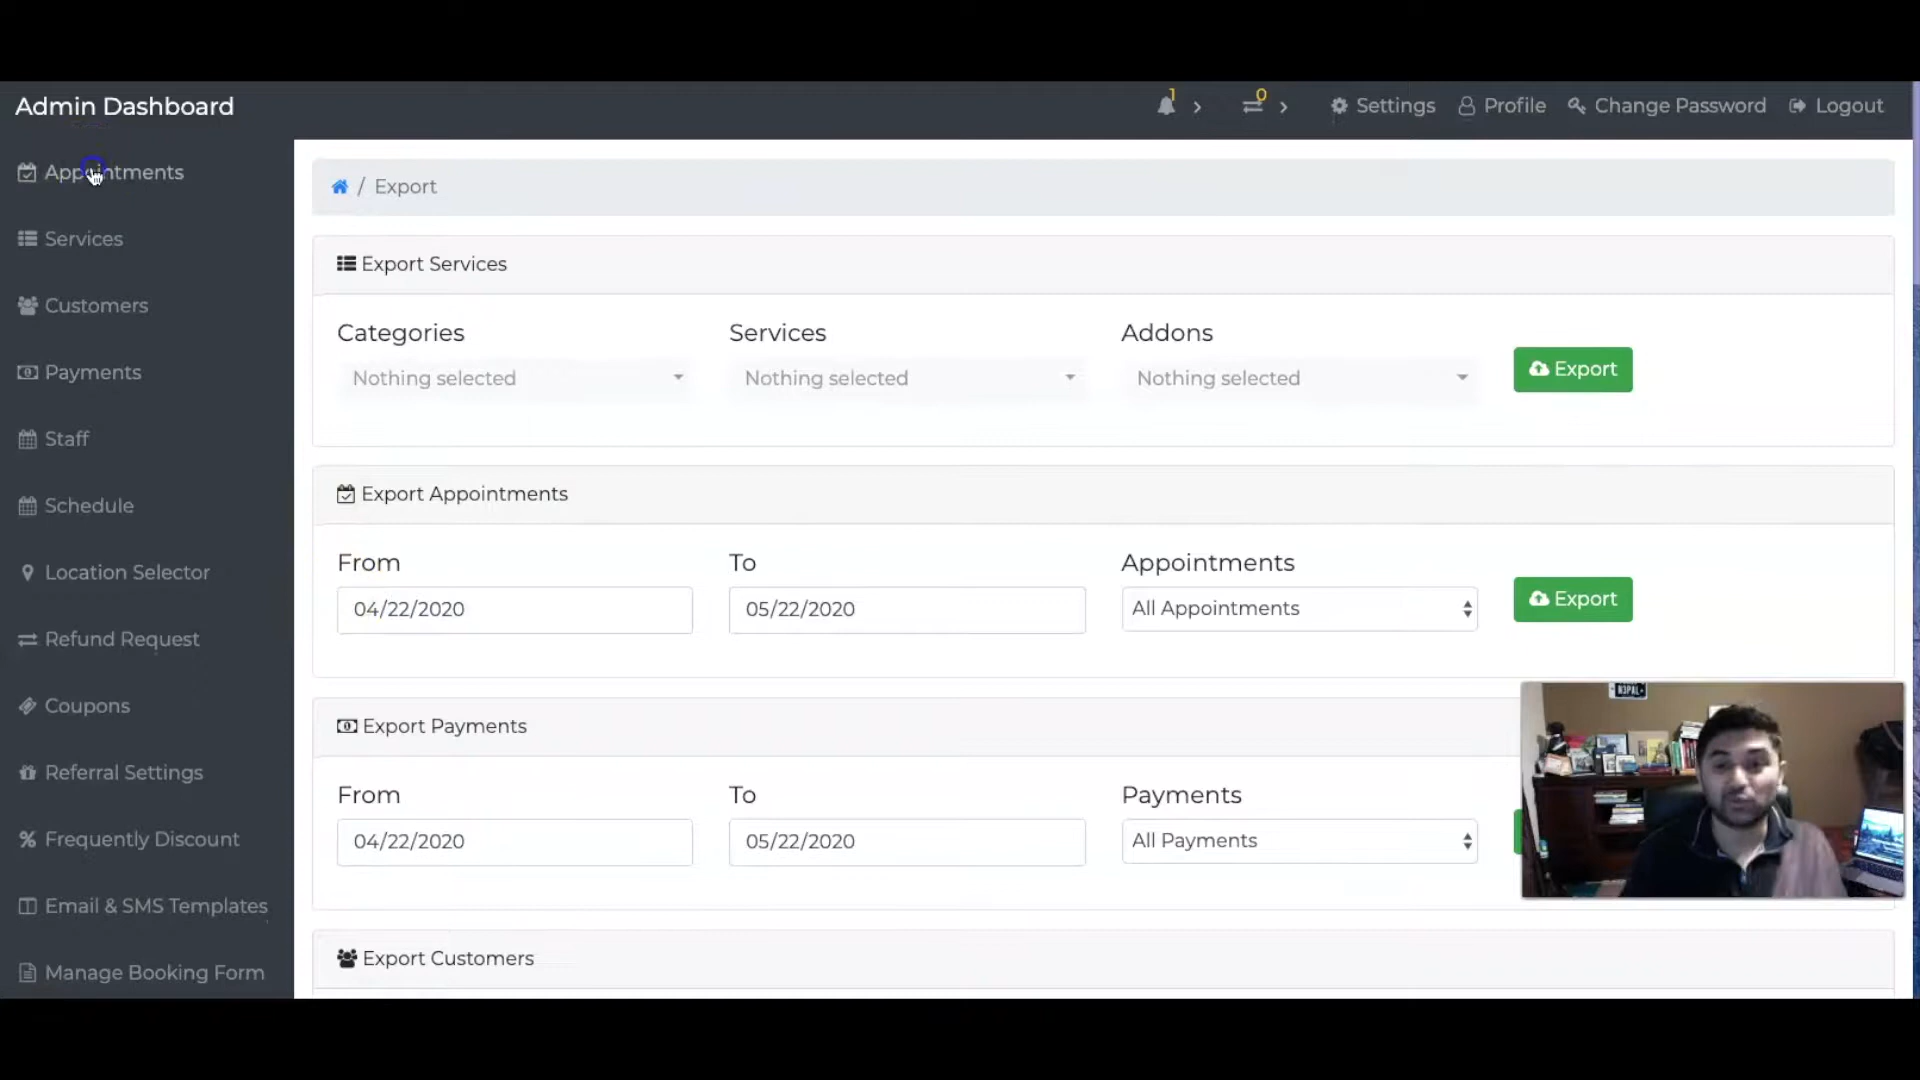 Admin Dashboard
1
0
Settings
Profile
Change Password
Logout
Appointments
Services
Customers
Payments
Staff
Schedule
Location Selector
Refund Request
Coupons
Referral Settings
Frequently Discount
Email & SMS Templates
Manage Booking Form
/ Export
Export Services
Categories
Services
Addons
Nothing selected
Nothing selected
Nothing selected
Export
Export Appointments
From
To
Appointments
04/22/2020
05/22/2020
All Appointments
Export
Export Payments
From
To
Payments
04/22/2020
05/22/2020
All Payments
Export Customers
N3PAL